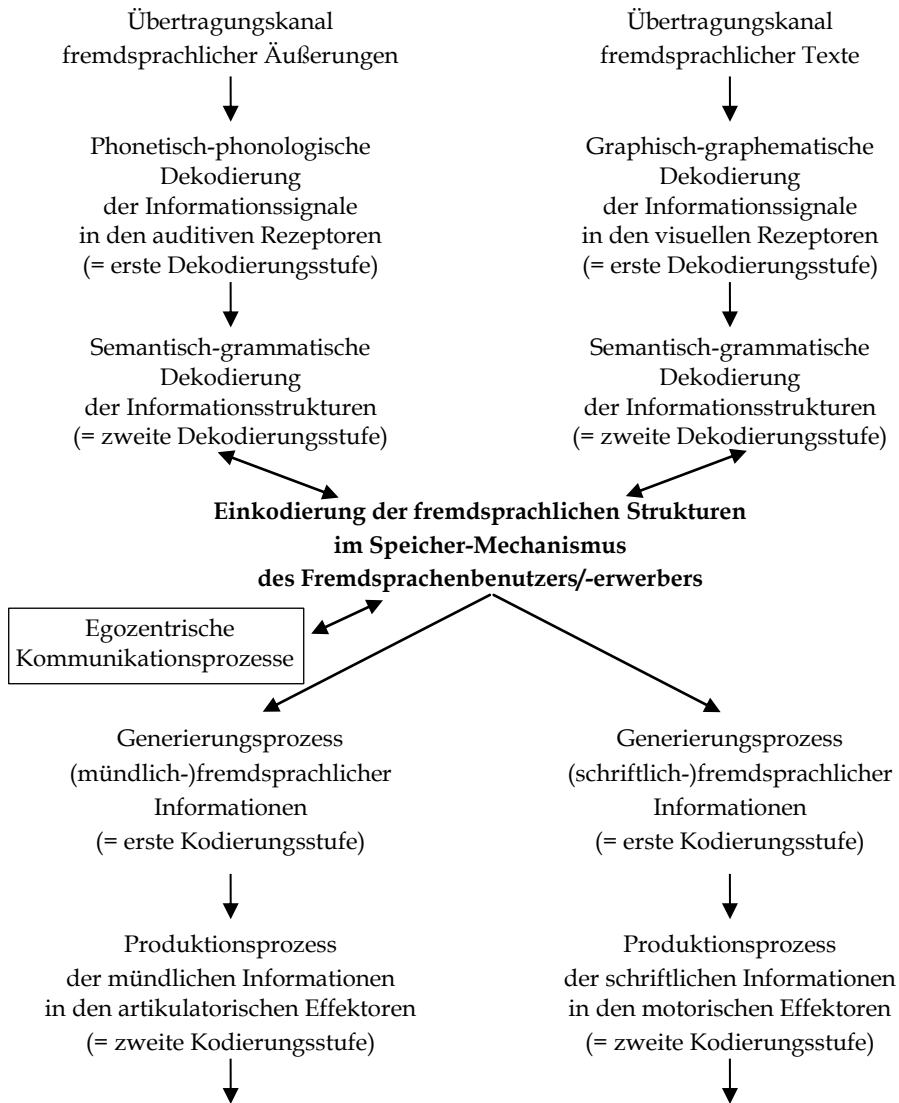 Übertragungskanal
fremdsprachlicher Äußerungen
Phonetisch-phonologische
Dekodierung
der Informationssignale
in den auditiven Rezeptoren
(= erste Dekodierungsstufe)
Semantisch-grammatische
Dekodierung
der Informationsstrukturen
(= zweite Dekodierungsstufe)
Übertragungskanal
fremdsprachlicher Texte
Graphisch-graphematische
Dekodierung
der Informationssignale
in den visuellen Rezeptoren
(= erste Dekodierungsstufe)
Semantisch-grammatische
Dekodierung
der Informationsstrukturen
(= zweite Dekodierungsstufe)
Einkodierung der fremdsprachlichen Strukturen
im Speicher-Mechanismus
des Fremdsprachenbenutzers/-erwerbers
Egozentrische
Kommunikationsprozesse
Generierungsprozess
(mündlich-)fremdsprachlicher
Informationen
(= erste Kodierungsstufe)
Produktionsprozess
der mündlichen Informationen
in den artikulatorischen Effektoren
(= zweite Kodierungsstufe)
Generierungsprozess
(schriftlich-)fremdsprachlicher
Informationen
(= erste Kodierungsstufe)
Produktionsprozess
der schriftlichen Informationen
in den motorischen Effektoren
(= zweite Kodierungsstufe)